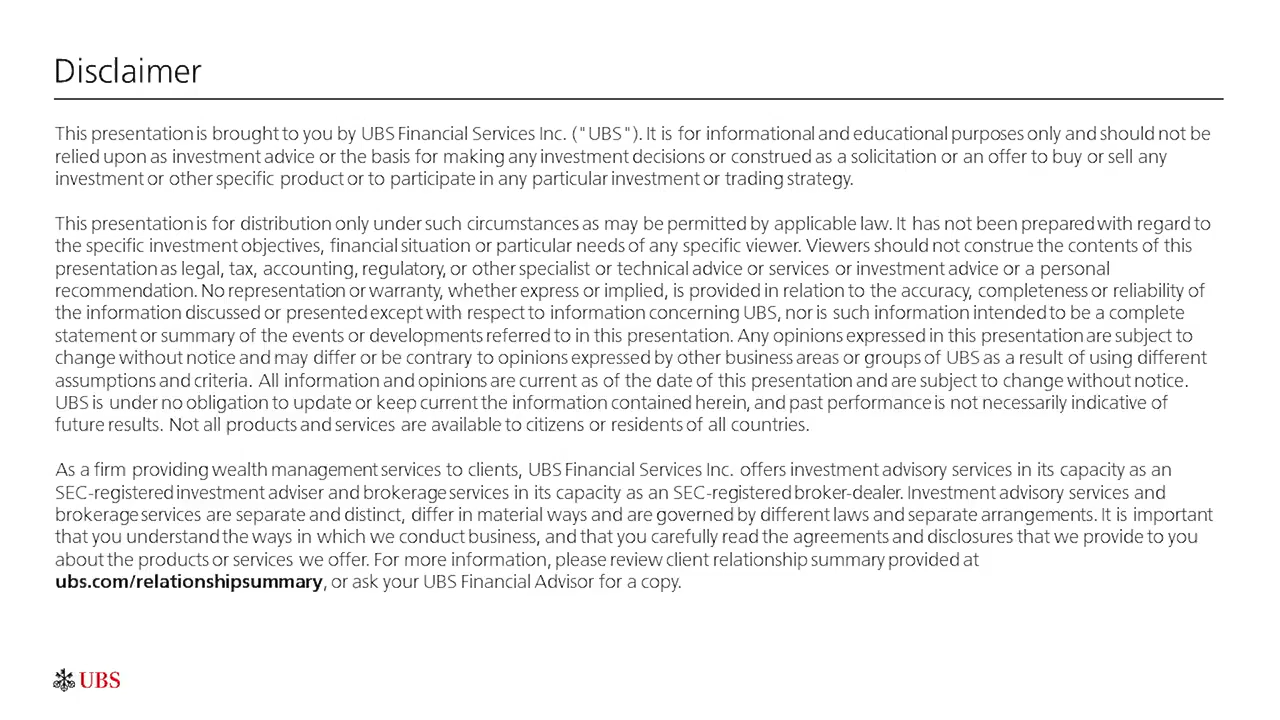 Disclaimer
This presentation is brought to you by UBS Financial Services Inc. ("UBS"). It is for informational and educational purposes only and should not be
relied upon as investment advice or the basis for making any investment decisions or construed as a solicitation or an offer to buy or sell any
investment or other specific product or to participate in any particular investment or trading strategy.
This presentation is for distribution only under such circumstances as may be permitted by applicable law. It has not been prepared with regard to
the specific investment objectives, financial situation or particular needs of any specific viewer. Viewers should not construe the contents of this
presentation as legal, tax, accounting, regulatory, or other specialist or technical advice or services or investment advice or a personal
recommendation. No representation or warranty, whether express or implied, is provided in relation to the accuracy, completeness or reliability of
the information discussed or presented except with respect to information concerning UBS, nor is such information intended to be a complete
statement or summary of the events or developments referred to in this presentation. Any opinions expressed in this presentation are subject to
change without notice and may differ or be contrary to opinions expressed by other business areas or groups of UBS as a result of using different
assumptions and criteria. All information and opinions are current as of the date of this presentation and are subject to change without notice.
UBS is under no obligation to update or keep current the information contained herein, and past performance is not necessarily indicative of
future results. Not all products and services are available to citizens or residents of all countries.
As a firm providing wealth management services to clients, UBS Financial Services Inc. offers investment advisory services in its capacity as an
SEC-registered investment adviser and brokerage services in its capacity as an SEC-registered broker-dealer. Investment advisory services and
brokerage services are separate and distinct, differ in material ways and are governed by different laws and separate arrangements. It is important
that you understand the ways in which we conduct business, and that you carefully read the agreements and disclosures that we provide to you
about the products or services we offer. For more information, please review client relationship summary provided at
ubs.com/relationshipsummary, or ask your UBS Financial Advisor for a copy.
UBS